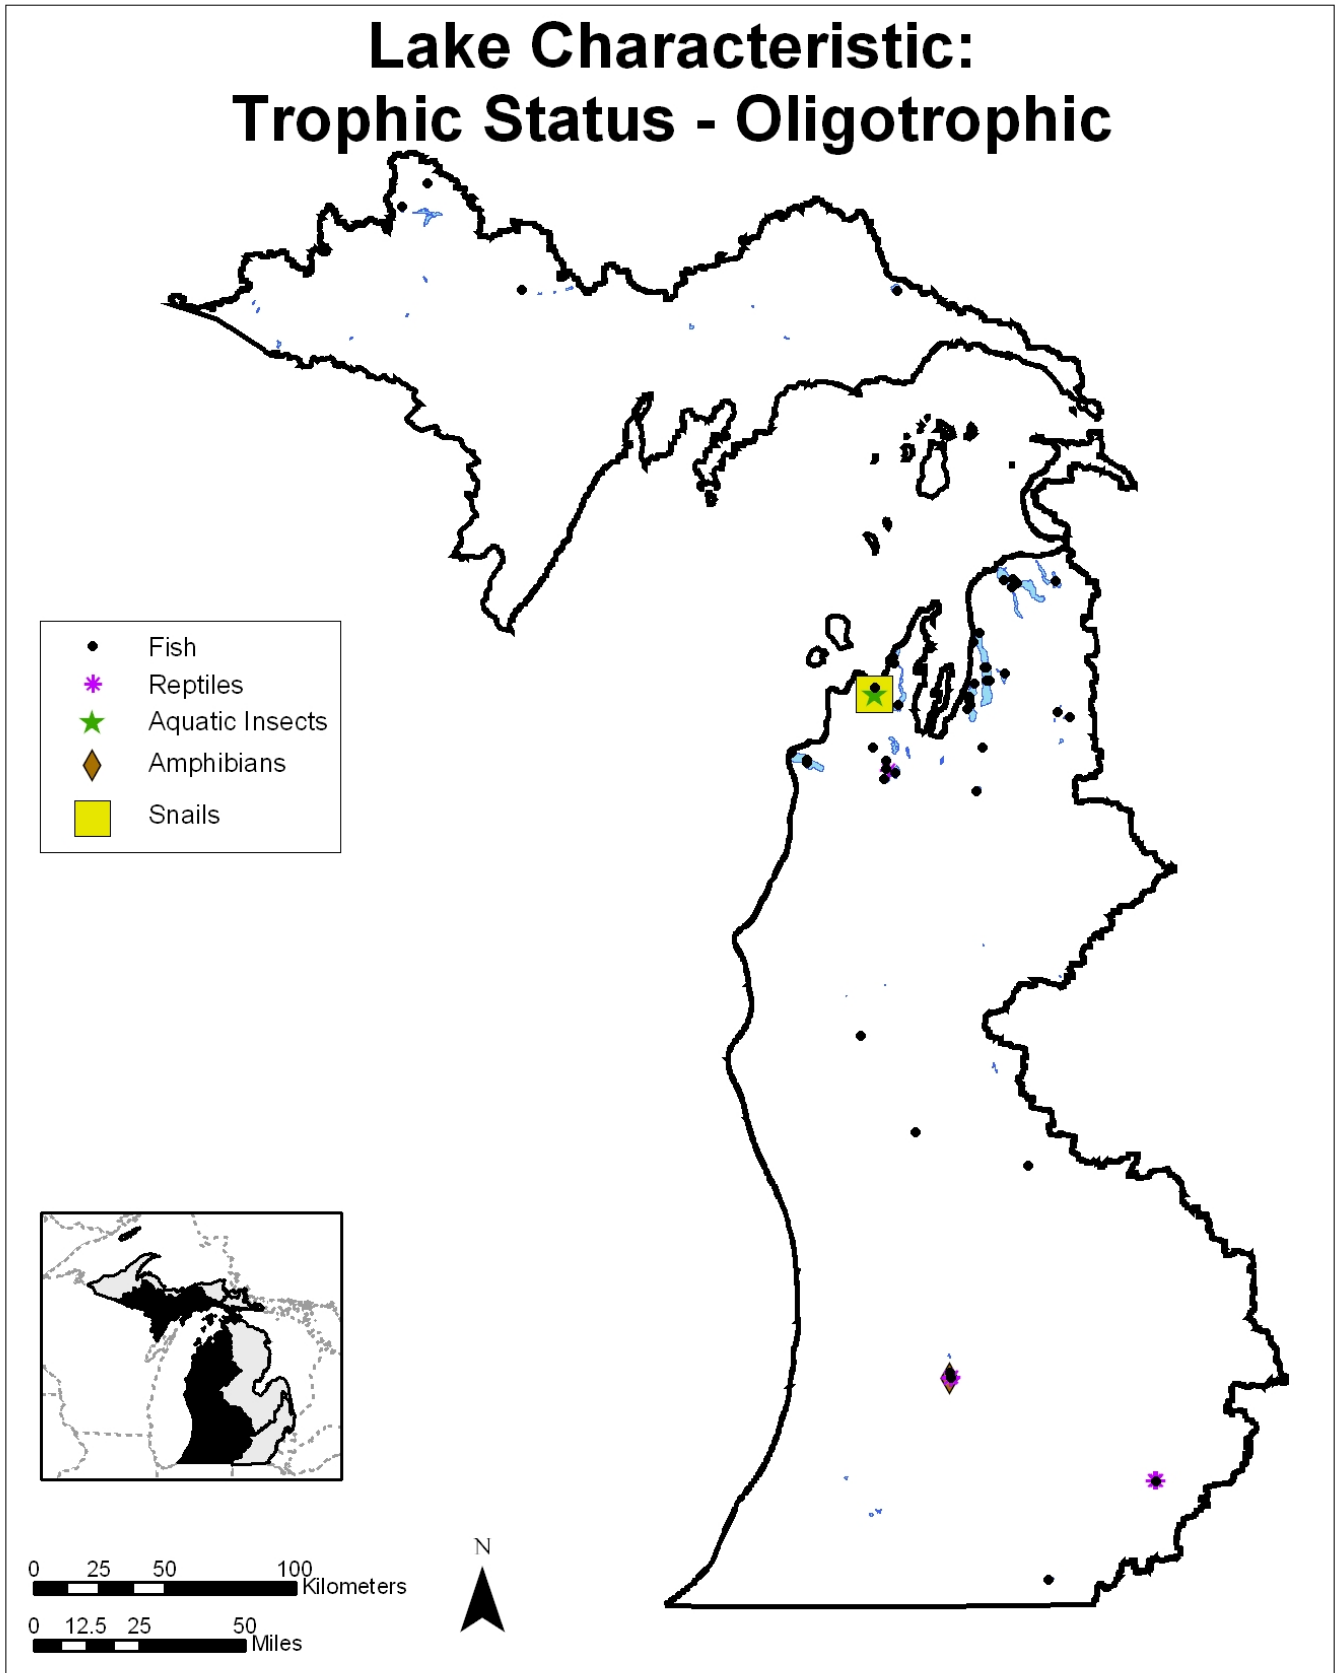 Lake Characteristic:
Trophic Status - Oligotrophic
Fish
Reptiles
Aquatic Insects
Amphibians
Snails
N
0 25 50 100
Kilometers
0 12.5 25 50
Miles